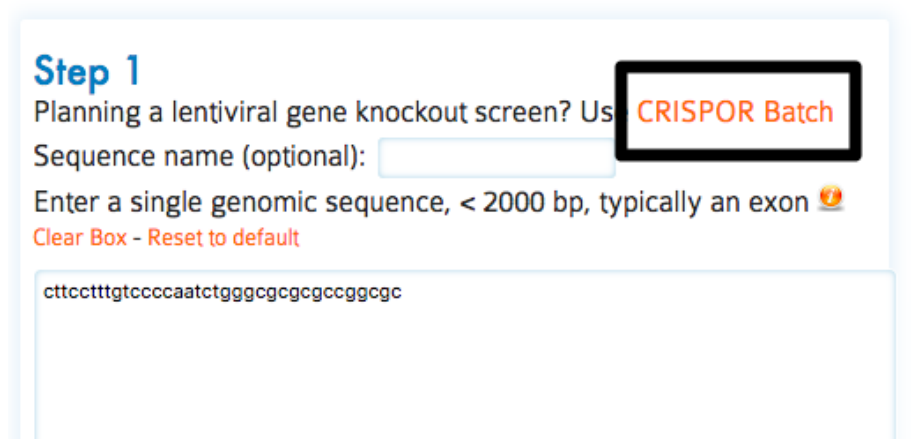 Step 1
Planning a lentiviral gene knockout screen? Us CRISPOR Batch
Sequence name (optional):
Enter a single genomic sequence, < 2000 bp, typically an exon
Clear Box - Reset to default
cttcctttgtccccaatctgggcgcgcgccggcgc